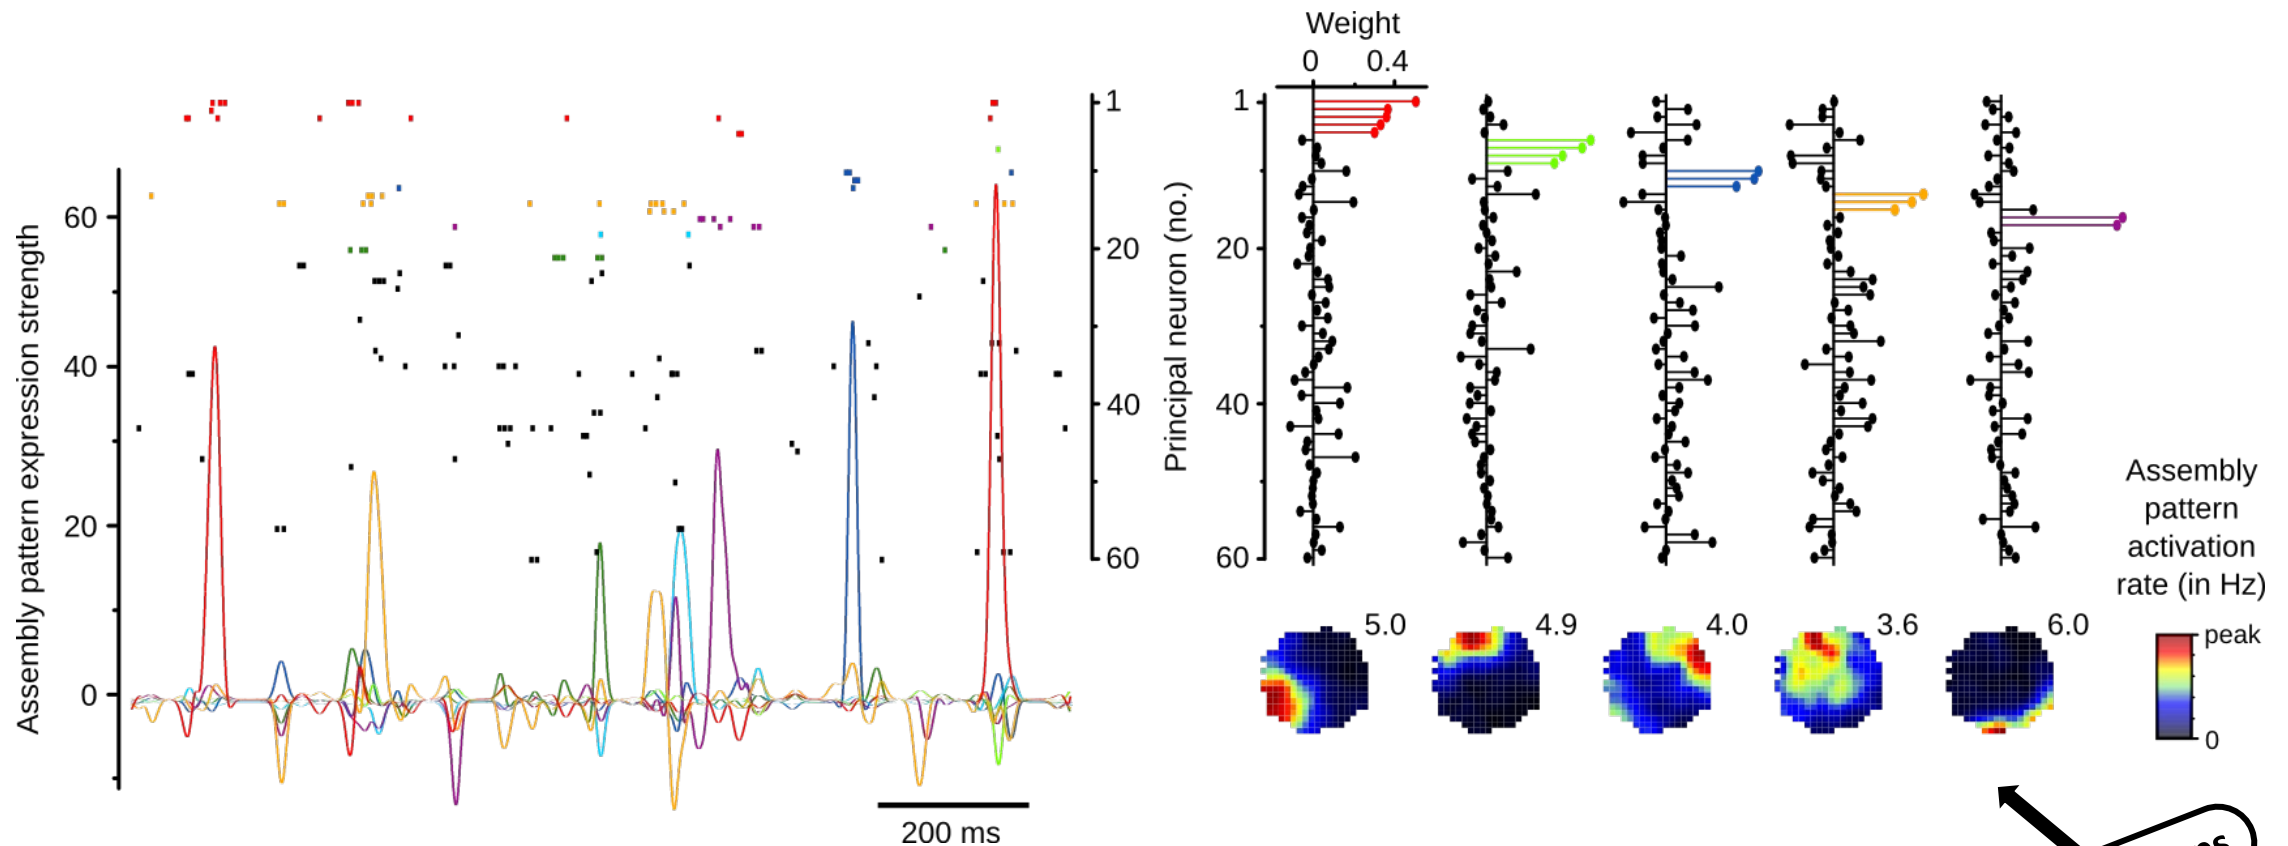 Assembly pattern expression strength
60
40
20
0
200 ms
1
20
40
60
Principal neuron (no.)
Weight
0 0.4
1
20
40
60
5.0
4.9
4.0
3.6
6.0
Assembly
pattern
activation
rate (in Hz)
peak
0